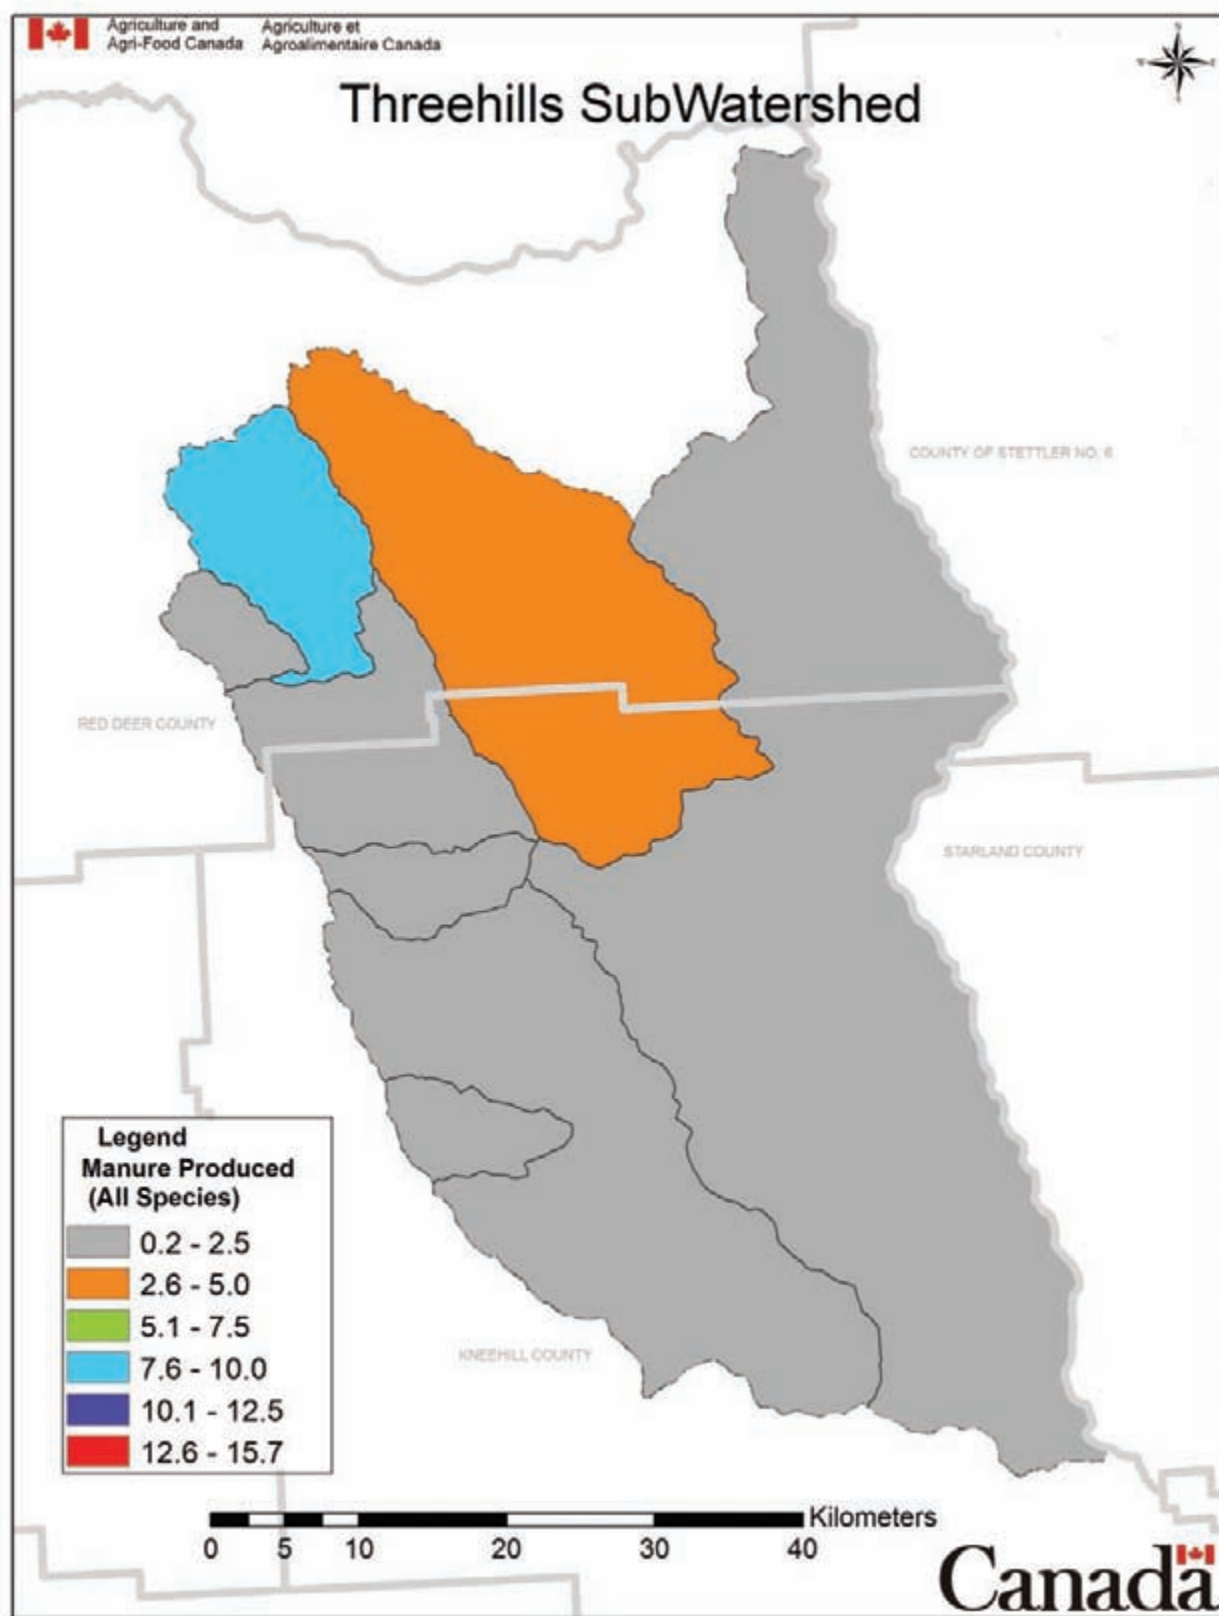 Agriculture and
Agri-Food Canada
Agriculture et
Agroalimentaire Canada
Threehills SubWatershed
COUNTY OF STETTLER NO. 6
RED DEER COUNTY
STARLAND COUNTY
KNEEHILL COUNTY
Legend
Manure Produced
(All Species)
0.2 - 2.5
2.6 - 5.0
5.1 - 7.5
7.6 - 10.0
10.1 - 12.5
12.6 - 15.7
Kilometers
0 5 10 20 30 40
Canada